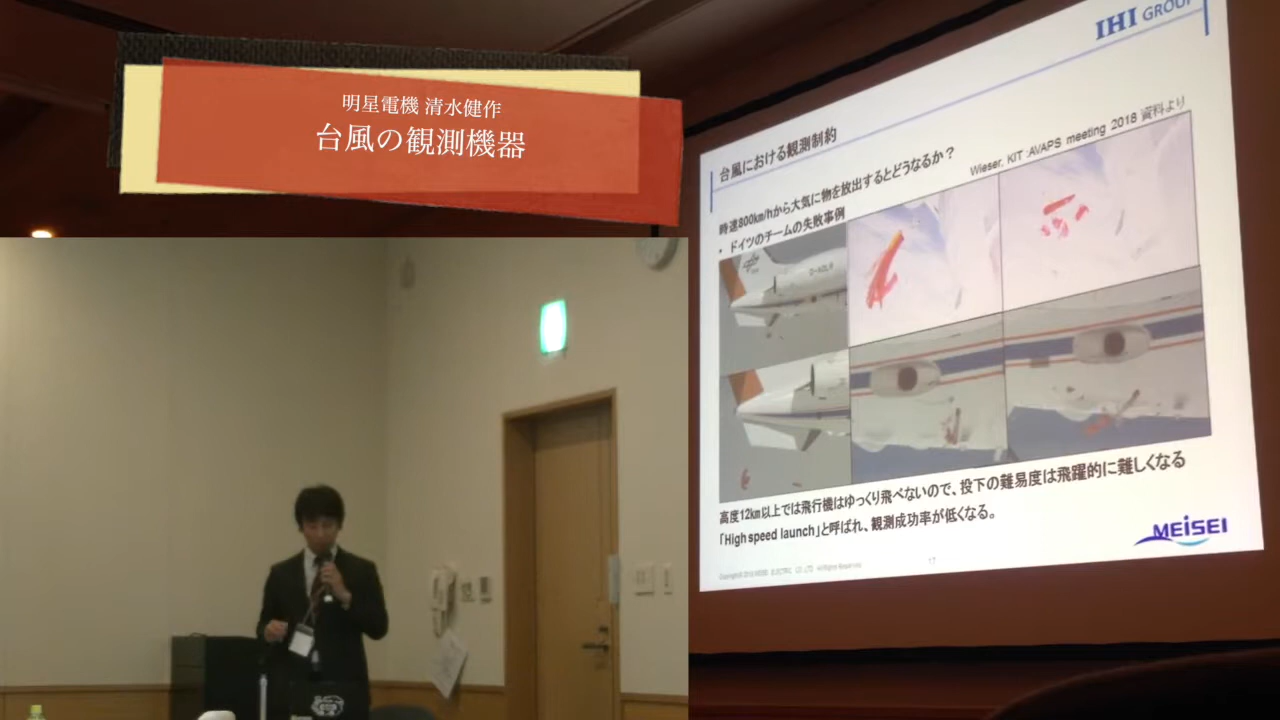 明星電機 清水健作
台風の観測機器
IHI GROUP
台風における観測制約
時速800km/hから大気に物を放出するとどうなるか？
・ドイツのチームの失敗事例
Wieser, KIT :AVAPS meeting 2018 資料より
高度12km以上では飛行機はゆっくり飛べないので、投下の難易度は飛躍的に難しくなる
「High speed launch」と呼ばれ、観測成功率が低くなる。
MEISEI
17